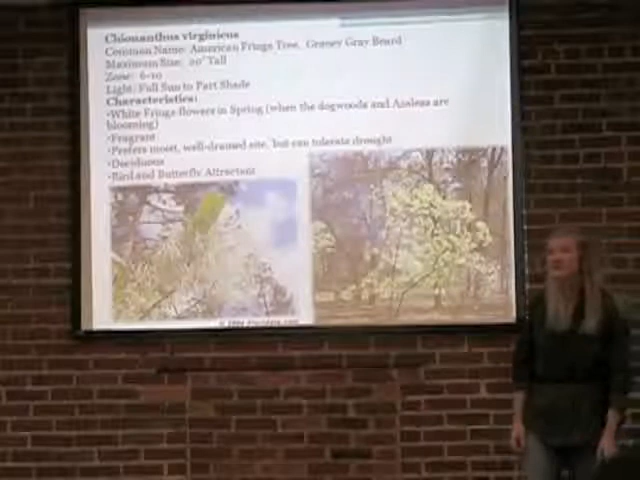 Chionanthus virginicus
Common Name: American Fringe Tree, Grancy Gray Beard
Maximum Size: 20' Tall
Zone: 6-10
Light: Full Sun to Part Shade
Characteristics:
•White Fringe flowers in Spring (when the dogwoods and Azaleas are
blooming)
•Fragrant
•Prefers moist, well-drained site, but can tolerate drought
•Deciduous
•Bird and Butterfly Attractant